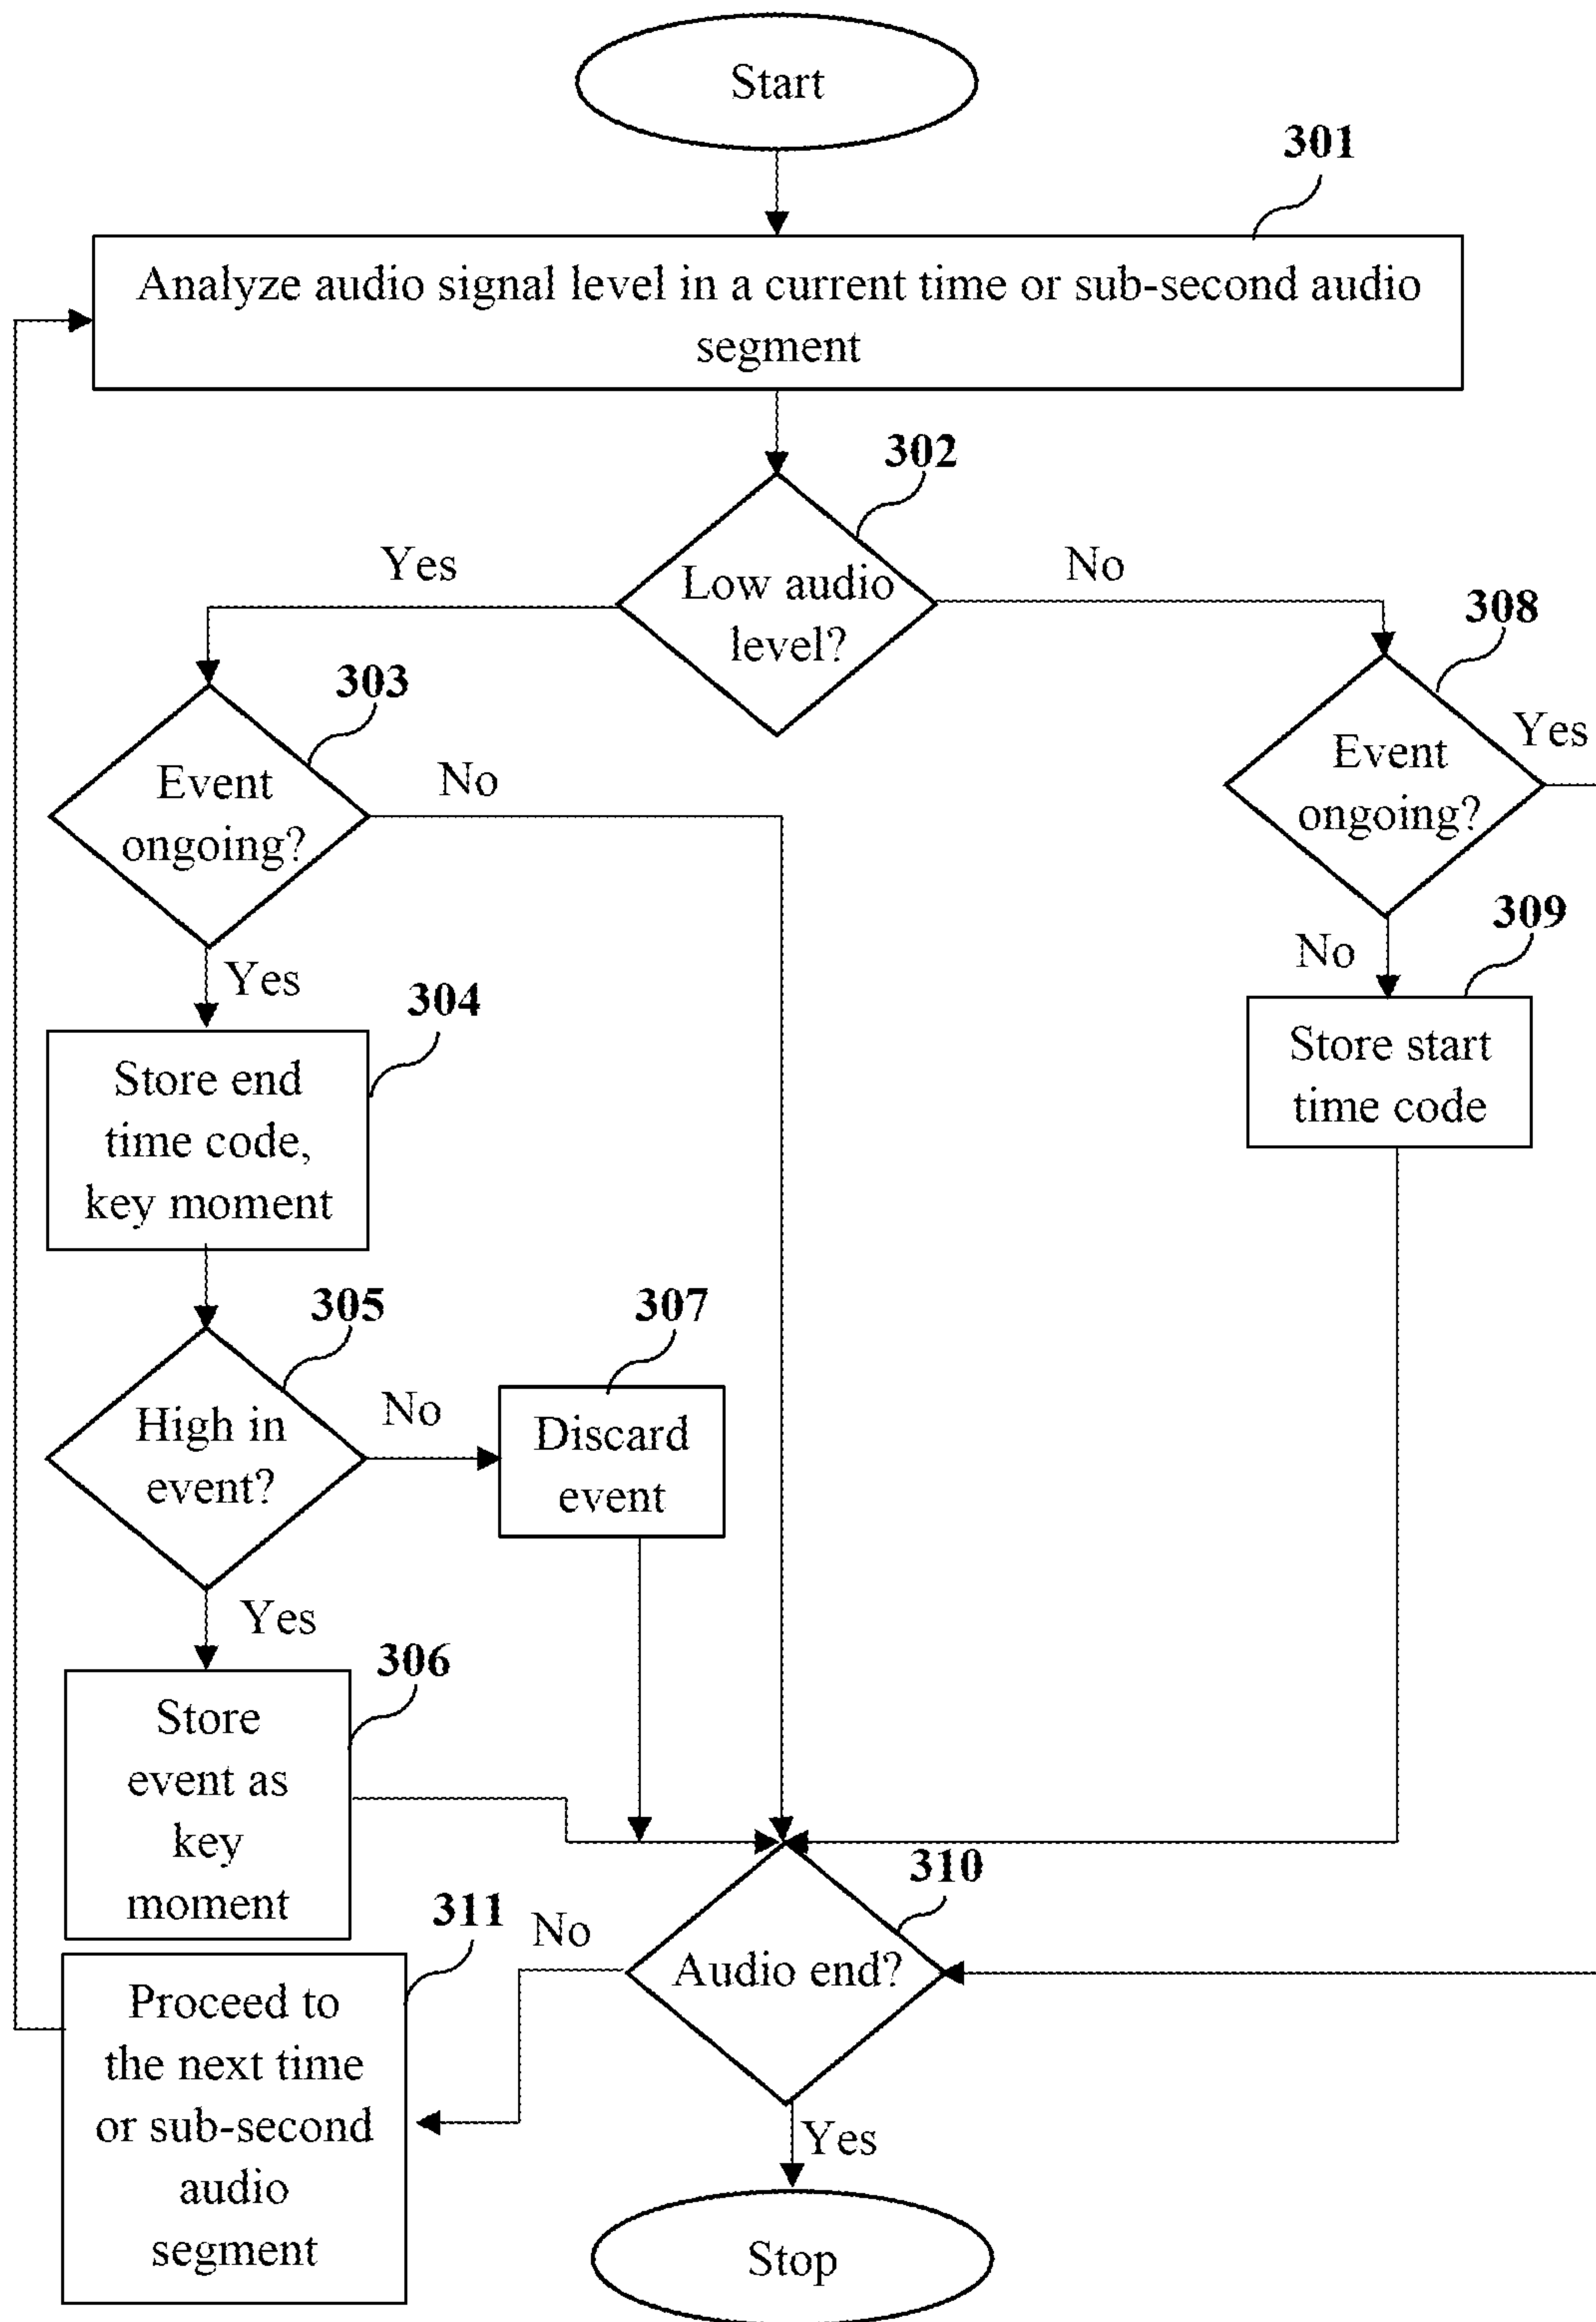 Start
301
Analyze audio signal level in a current time or sub-second audio
segment
302
Yes
No
Low audio
level?
308
303
Event
ongoing?
Yes
Event
ongoing?
No
309
No
Yes
304
Store start
time code
Store end
time code,
key moment
305
307
High in
event?
No
Discard
event
Yes
306
Store
event as
key
moment
310
311
No
Audio end?
Proceed to
the next time
or sub-second
audio
segment
Yes
Stop